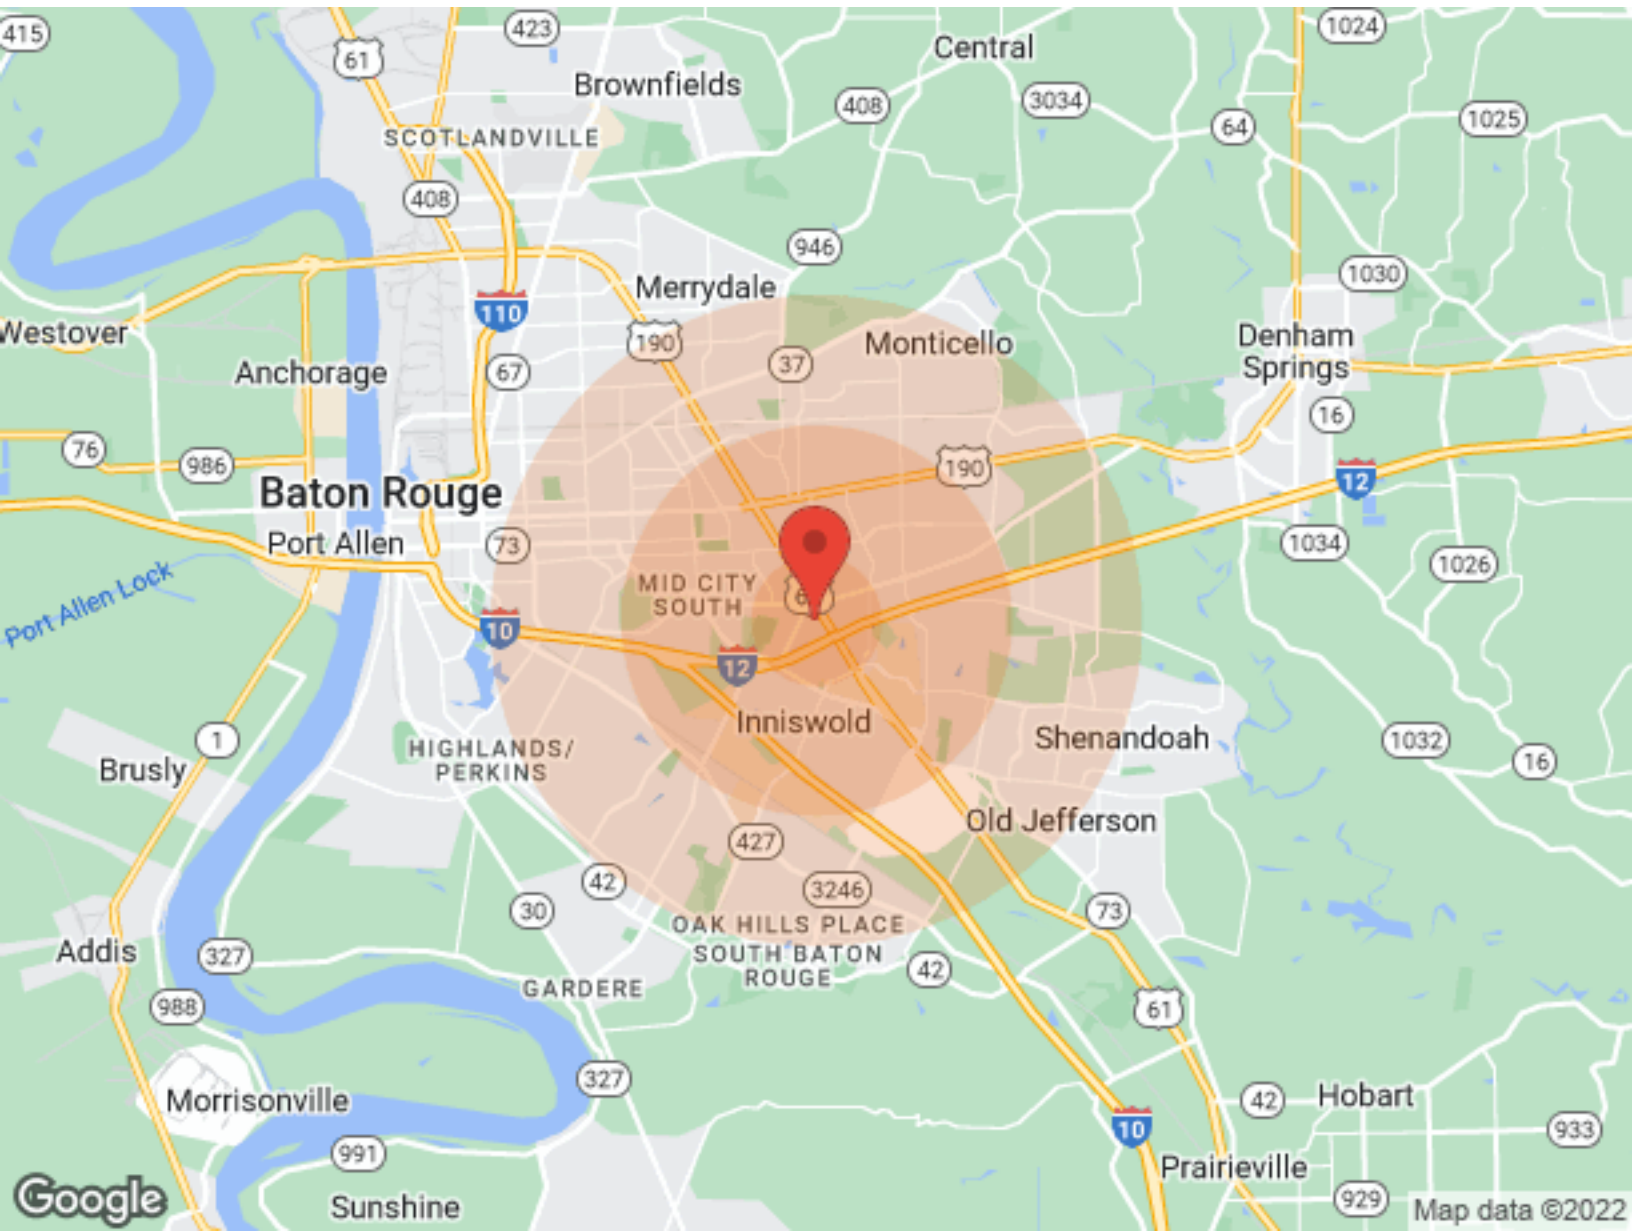 415
61
423
Central
1024
Brownfields
408
3034
64
1025
SCOTLANDVILLE
408
946
1030
Merrydale
110
Westover
190
37
Monticello
Denham
Springs
Anchorage
67
16
76
986
190
12
Baton Rouge
Port Allen
73
1034
1026
Port Allen Lock
MID CITY
SOUTH
10
12
Inniswold
1
Shenandoah
1032
16
HIGHLANDS/
PERKINS
Brusly
Old Jefferson
427
42
3246
30
73
OAK HILLS PLACE
SOUTH BATON
ROUGE
Addis
327
42
GARDERE
988
61
327
Morrisonville
42
Hobart
10
933
991
Prairieville
929
Sunshine
Google
Map data ©2022